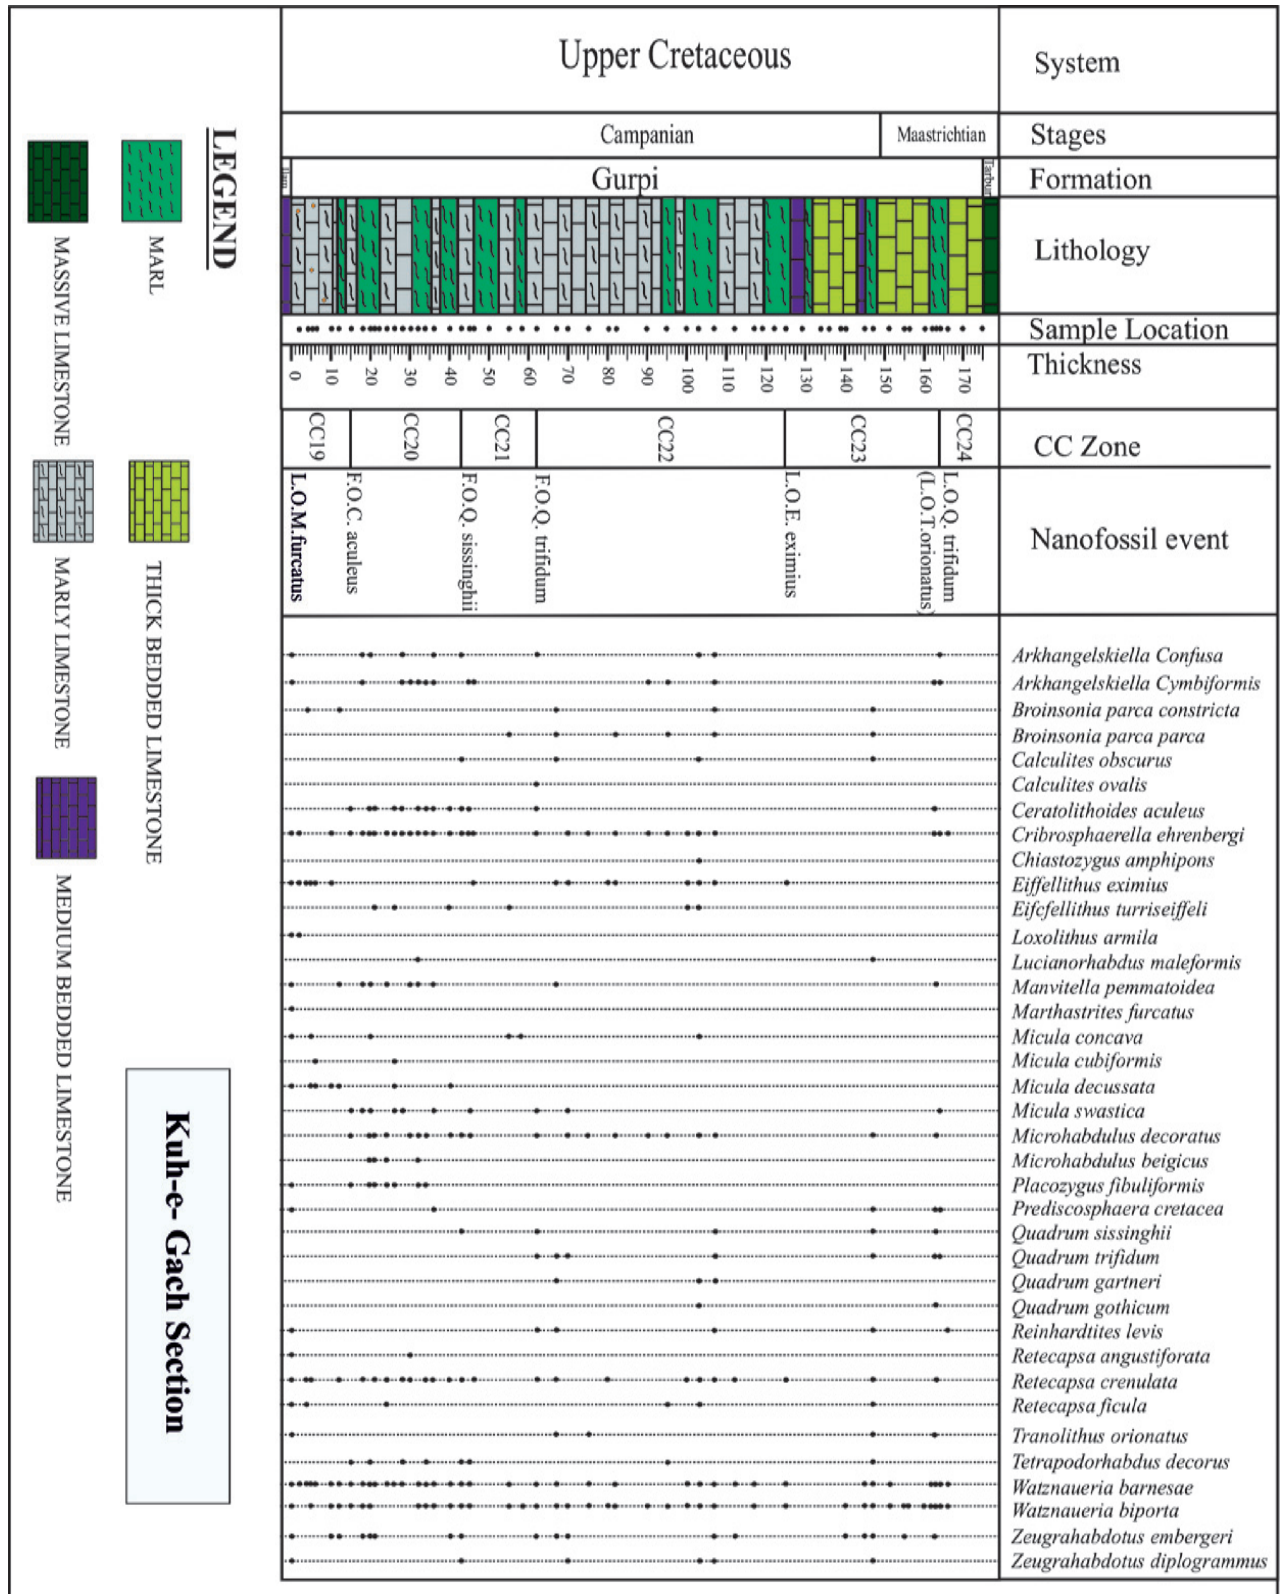 Upper Cretaceous
System
Campanian
Maastrichtian
Stages
Ilam
Gurpi
Tarbur
Formation
Lithology
Sample Location
0 10 20 30 40 50 60 70 80 90 100 110 120 130 140 150 160 170
Thickness
CC19 CC20 CC21 CC22 CC23 CC24
CC Zone
L.O.M.furcatus
F.O.C. aculeus
F.O.Q. sissinghii
F.O.Q. trifidum
L.O.E. eximius
L.O.Q. trifidum
(L.O.T.orionatus)
Nanofossil event
Arkhangelskiella Confusa
Arkhangelskiella Cymbiformis
Broinsonia parca constricta
Broinsonia parca parca
Calculites obscurus
Calculites ovalis
Ceratolithoides aculeus
Cribrosphaerella ehrenbergi
Chiastozygus amphipons
Eiffellithus eximius
Eifcfellithus turriseiffeli
Loxolithus armila
Lucianorhabdus maleformis
Manvitella pemmatoidea
Marthastrites furcatus
Micula concava
Micula cubiformis
Micula decussata
Micula swastica
Microhabdulus decoratus
Microhabdulus beigicus
Placozygus fibuliformis
Prediscosphaera cretacea
Quadrum sissinghii
Quadrum trifidum
Quadrum gartneri
Quadrum gothicum
Reinhardtites levis
Retecapsa angustiforata
Retecapsa crenulata
Retecapsa ficula
Tranolithus orionatus
Tetrapodorhabdus decorus
Watznaueria barnesae
Watznaueria biporta
Zeugrahabdotus embergeri
Zeugrahabdotus diplogrammus
LEGEND
MARL
THICK BEDDED LIMESTONE
MASSIVE LIMESTONE
MARLY LIMESTONE
MEDIUM BEDDED LIMESTONE
Kuh-e- Gach Section